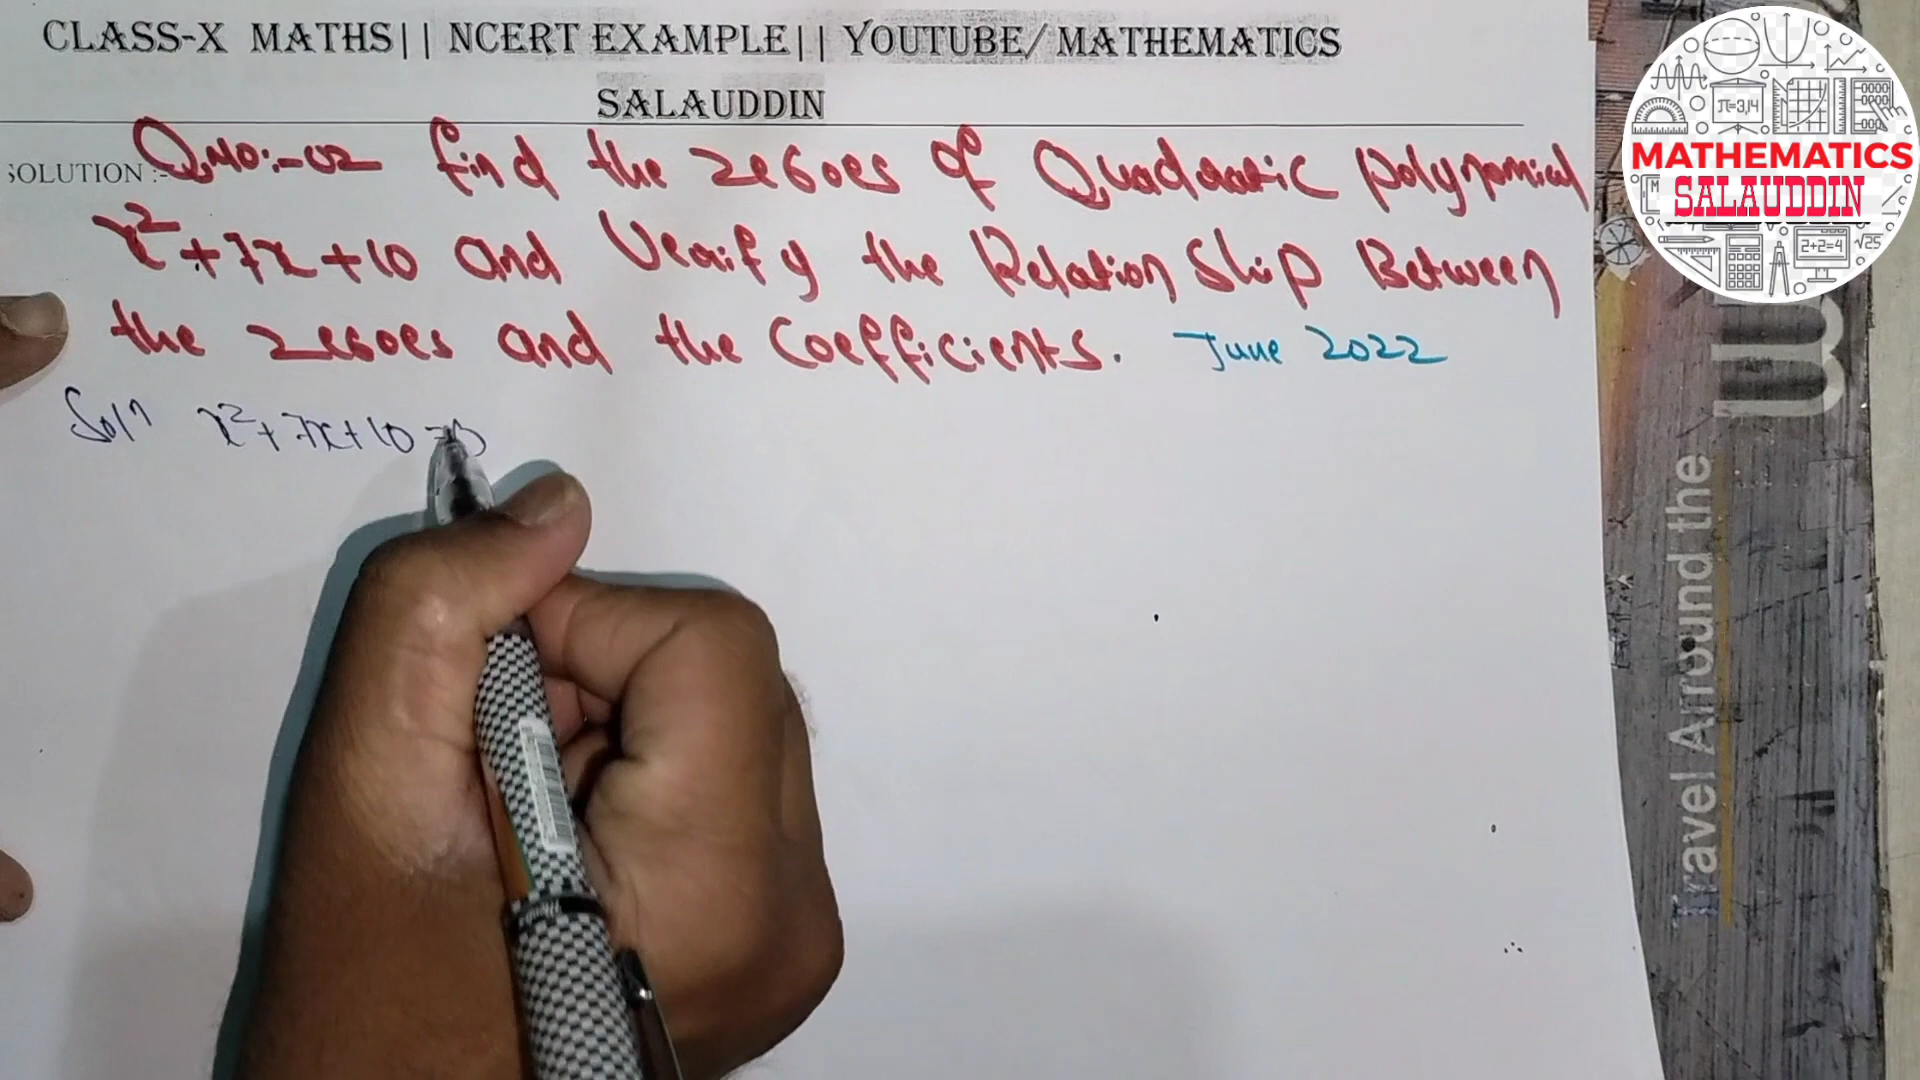 CLASS-X MATHS|| NCERT EXAMPLE|| YOUTUBE/ MATHEMATICS
SALAUDDIN
SOLUTION :-
Q.NO:-02 find the zeroes of Quadratic polynomial
x²+7x+10 and Verify the Relationship Between
the zeroes and the Coefficients. June 2022
Solⁿ x²+7x+10=0
π=3,14
MATHEMATICS
SALAUDDIN
2+2=4 √25
Travel Arround the